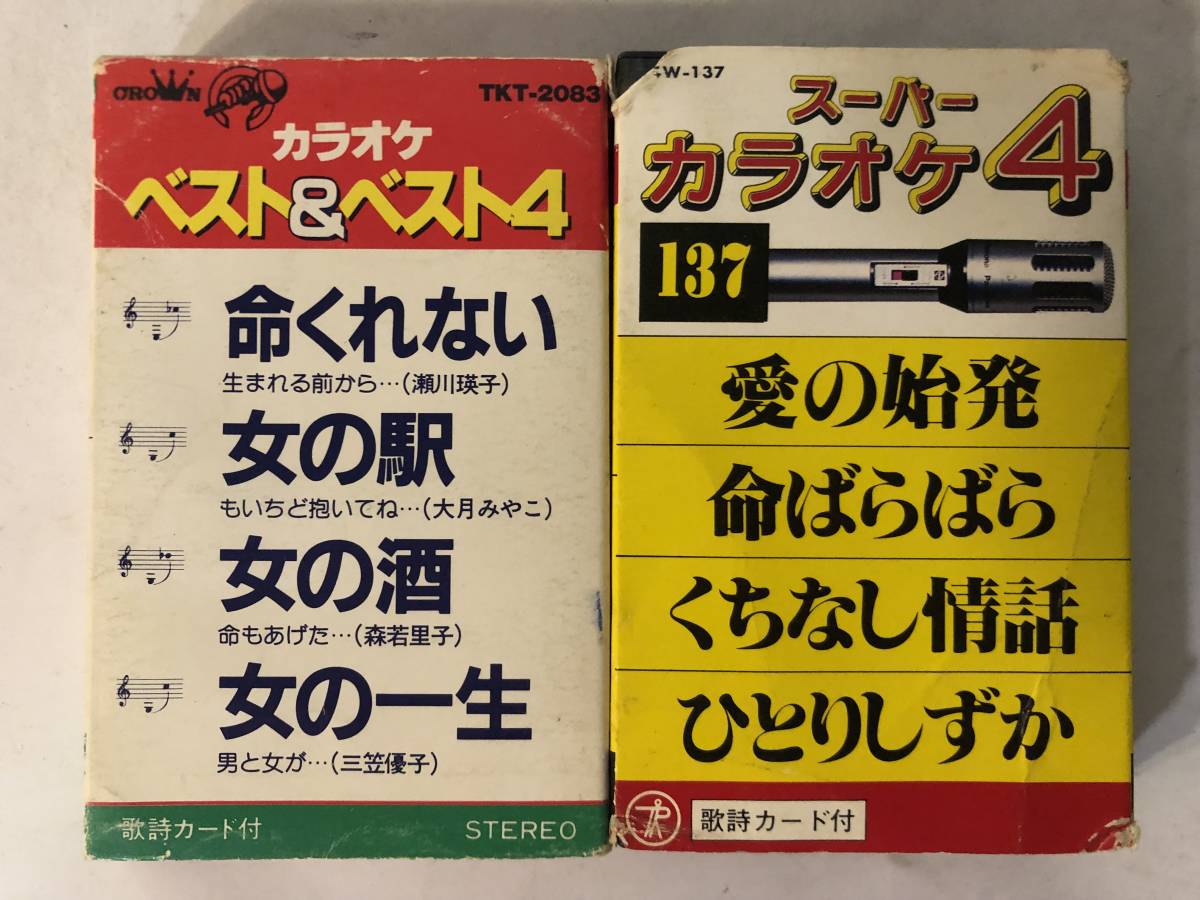 CROWN
TKT-2083
カラオケ
ベスト&ベスト4
命くれない
生まれる前から…(瀬川瑛子)
女の駅
もいちど抱いてね…(大月みやこ)
女の酒
命もあげた…(森若里子)
女の一生
男と女が…(三笠優子)
歌詩カード付
STEREO
W-137
スーパー
カラオケ4
137
愛の始発
命ばらばら
くちなし情話
ひとりしずか
歌詩カード付